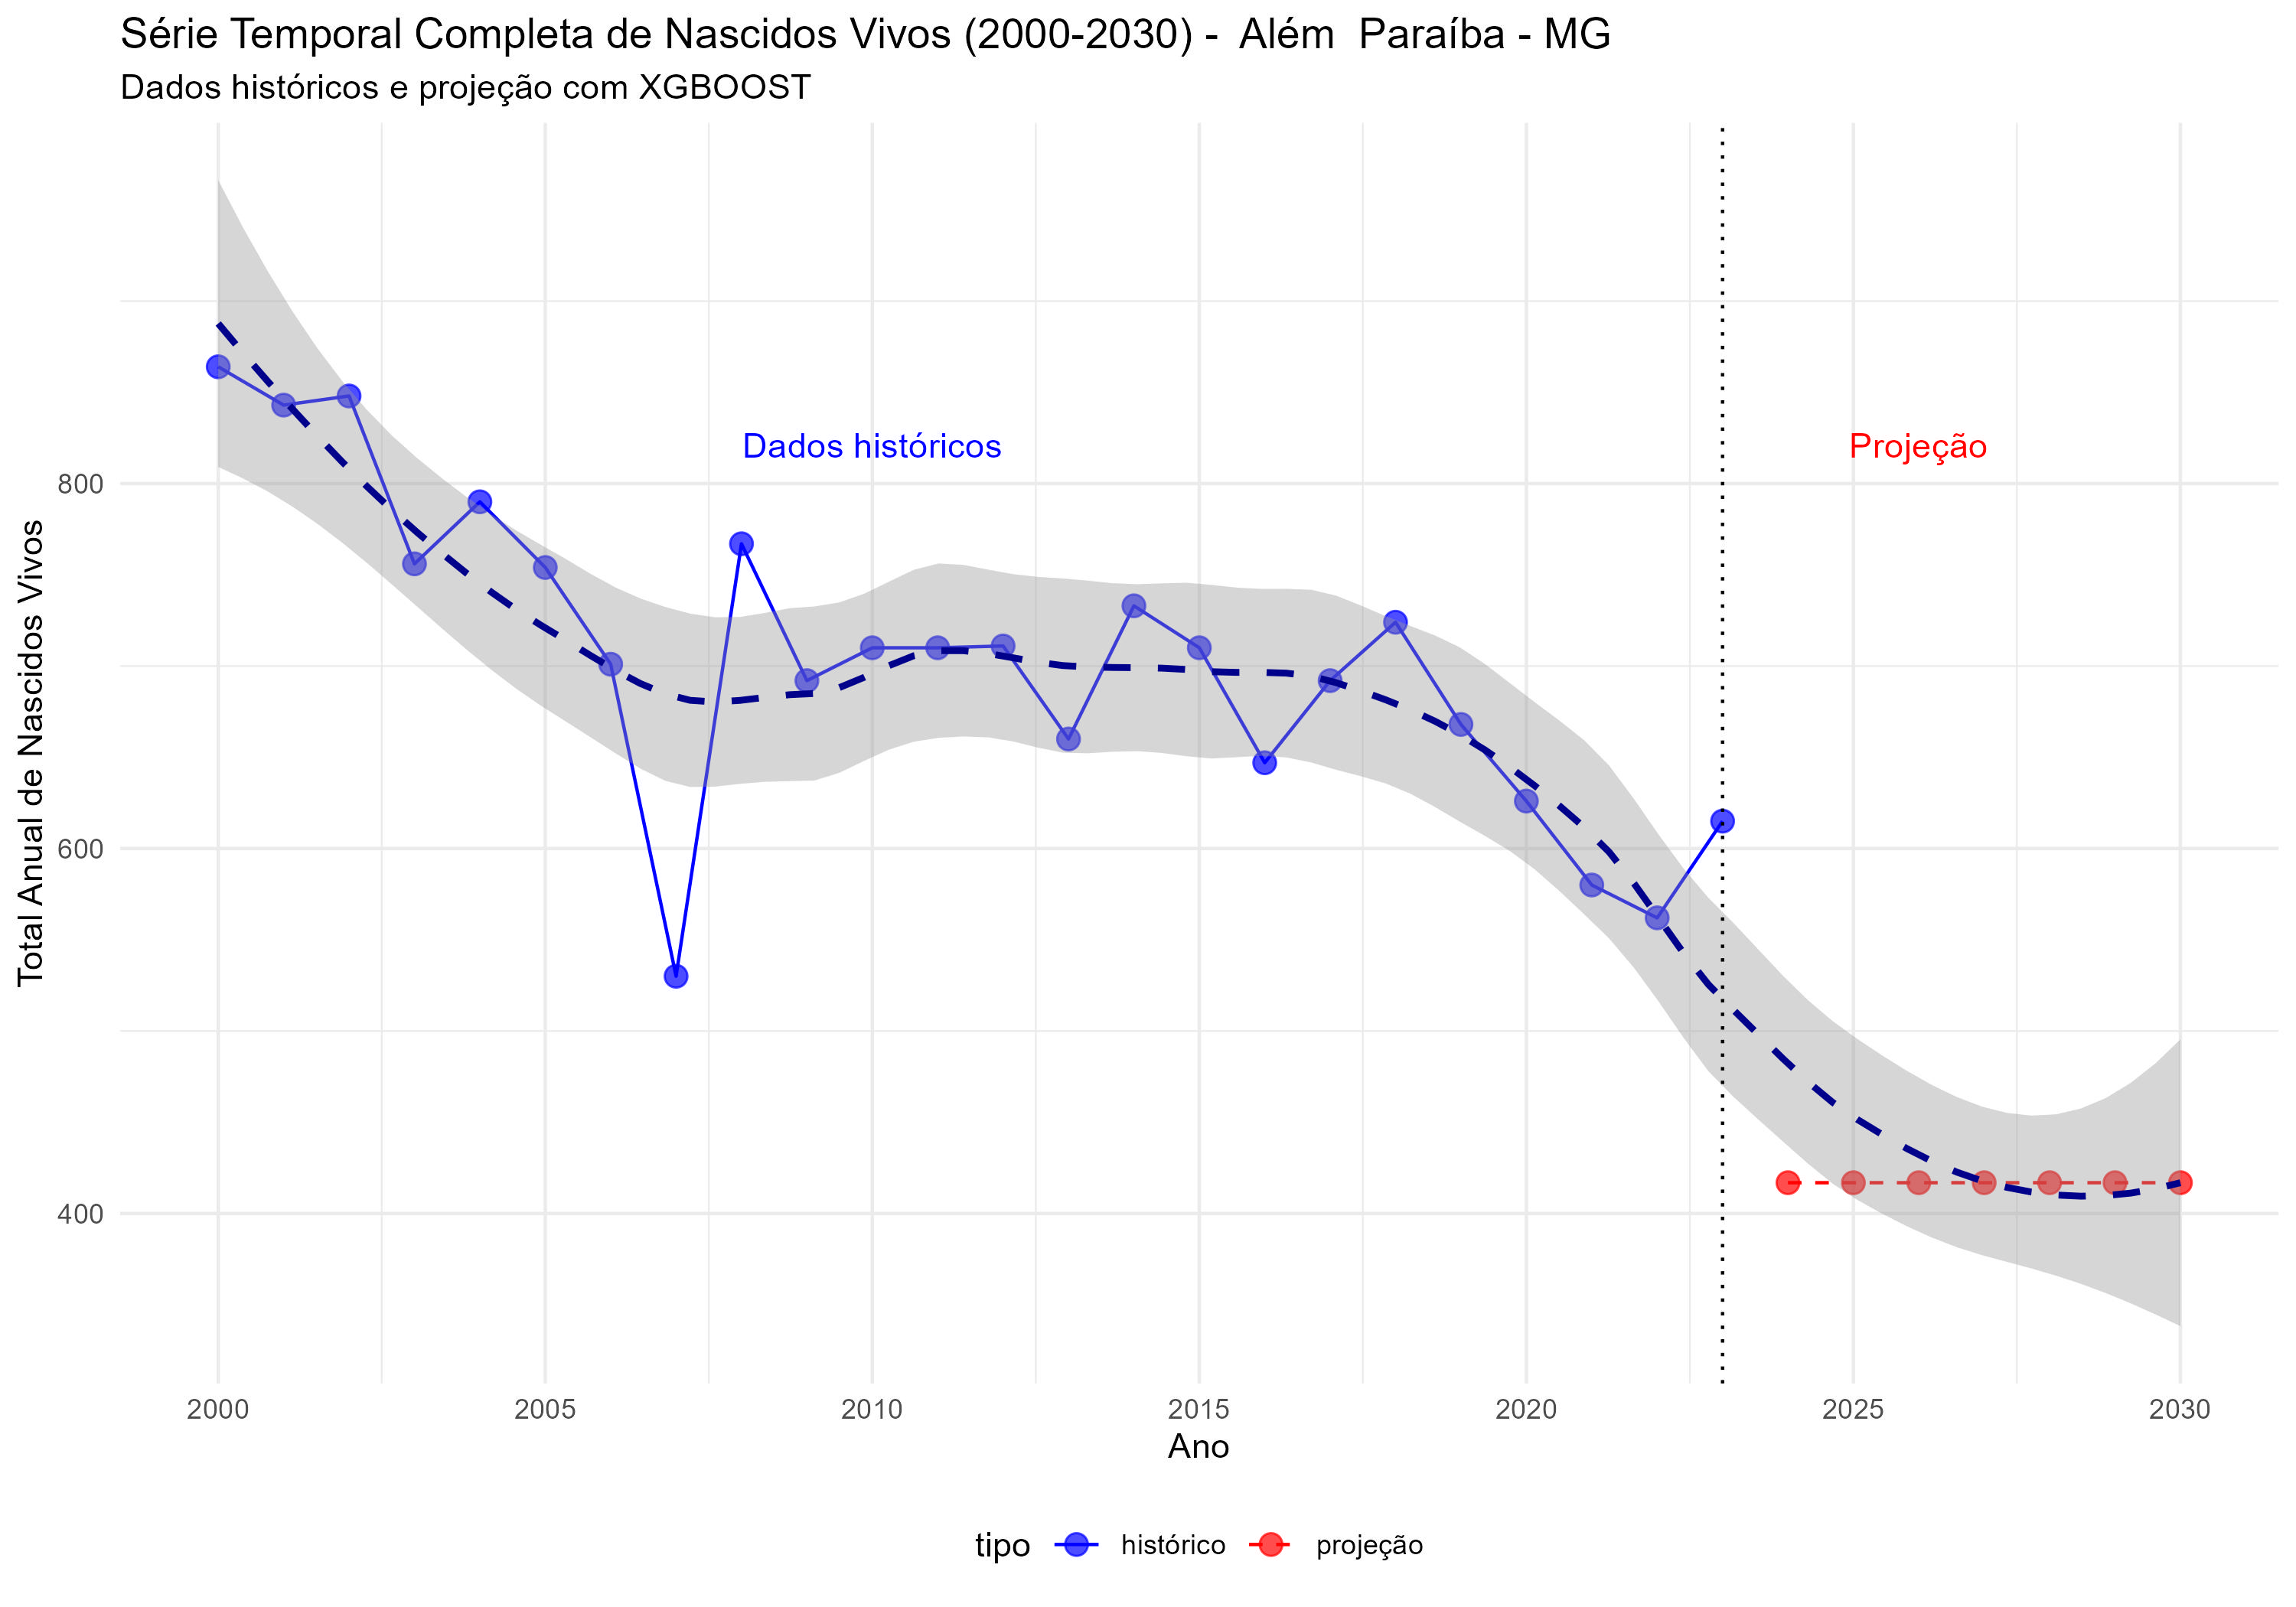 Série Temporal Completa de Nascidos Vivos (2000-2030) -  Além  Paraíba - MG
Dados históricos e projeção com XGBOOST
Total Anual de Nascidos Vivos
Dados históricos
Projeção
800
600
400
2000 2005 2010 2015 2020 2025 2030
Ano
tipo histórico projeção